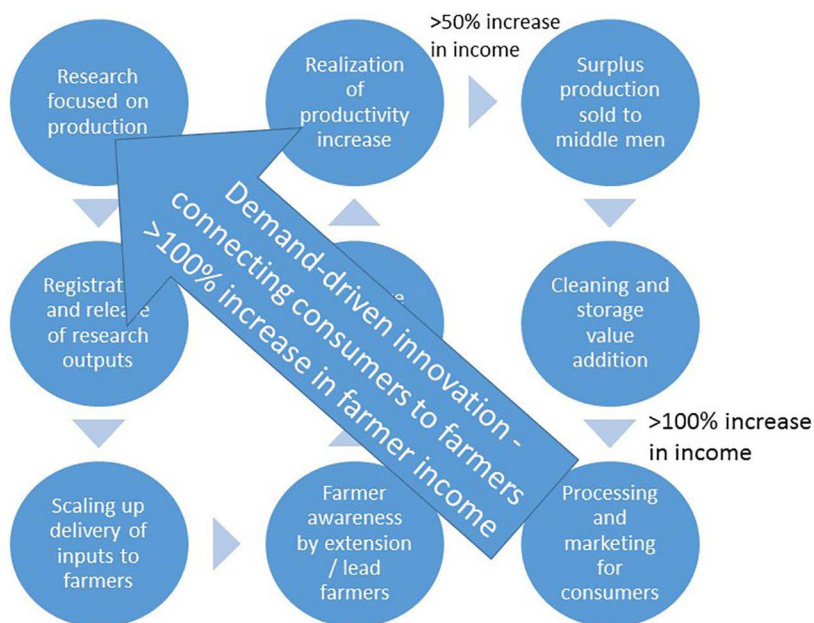 Research
focused on
production
Realization
of
productivity
increase
>50% increase
in income
Surplus
production
sold to
middle men
Demand-driven innovation -
connecting consumers to farmers
>100% increase in farmer income
and release
of research
outputs
Cleaning and
storage
value
addition
>100% increase
in income
Scaling up
delivery of
inputs to
farmers
Farmer
awareness
by extension
/ lead
farmers
Processing
and
marketing
for
consumers